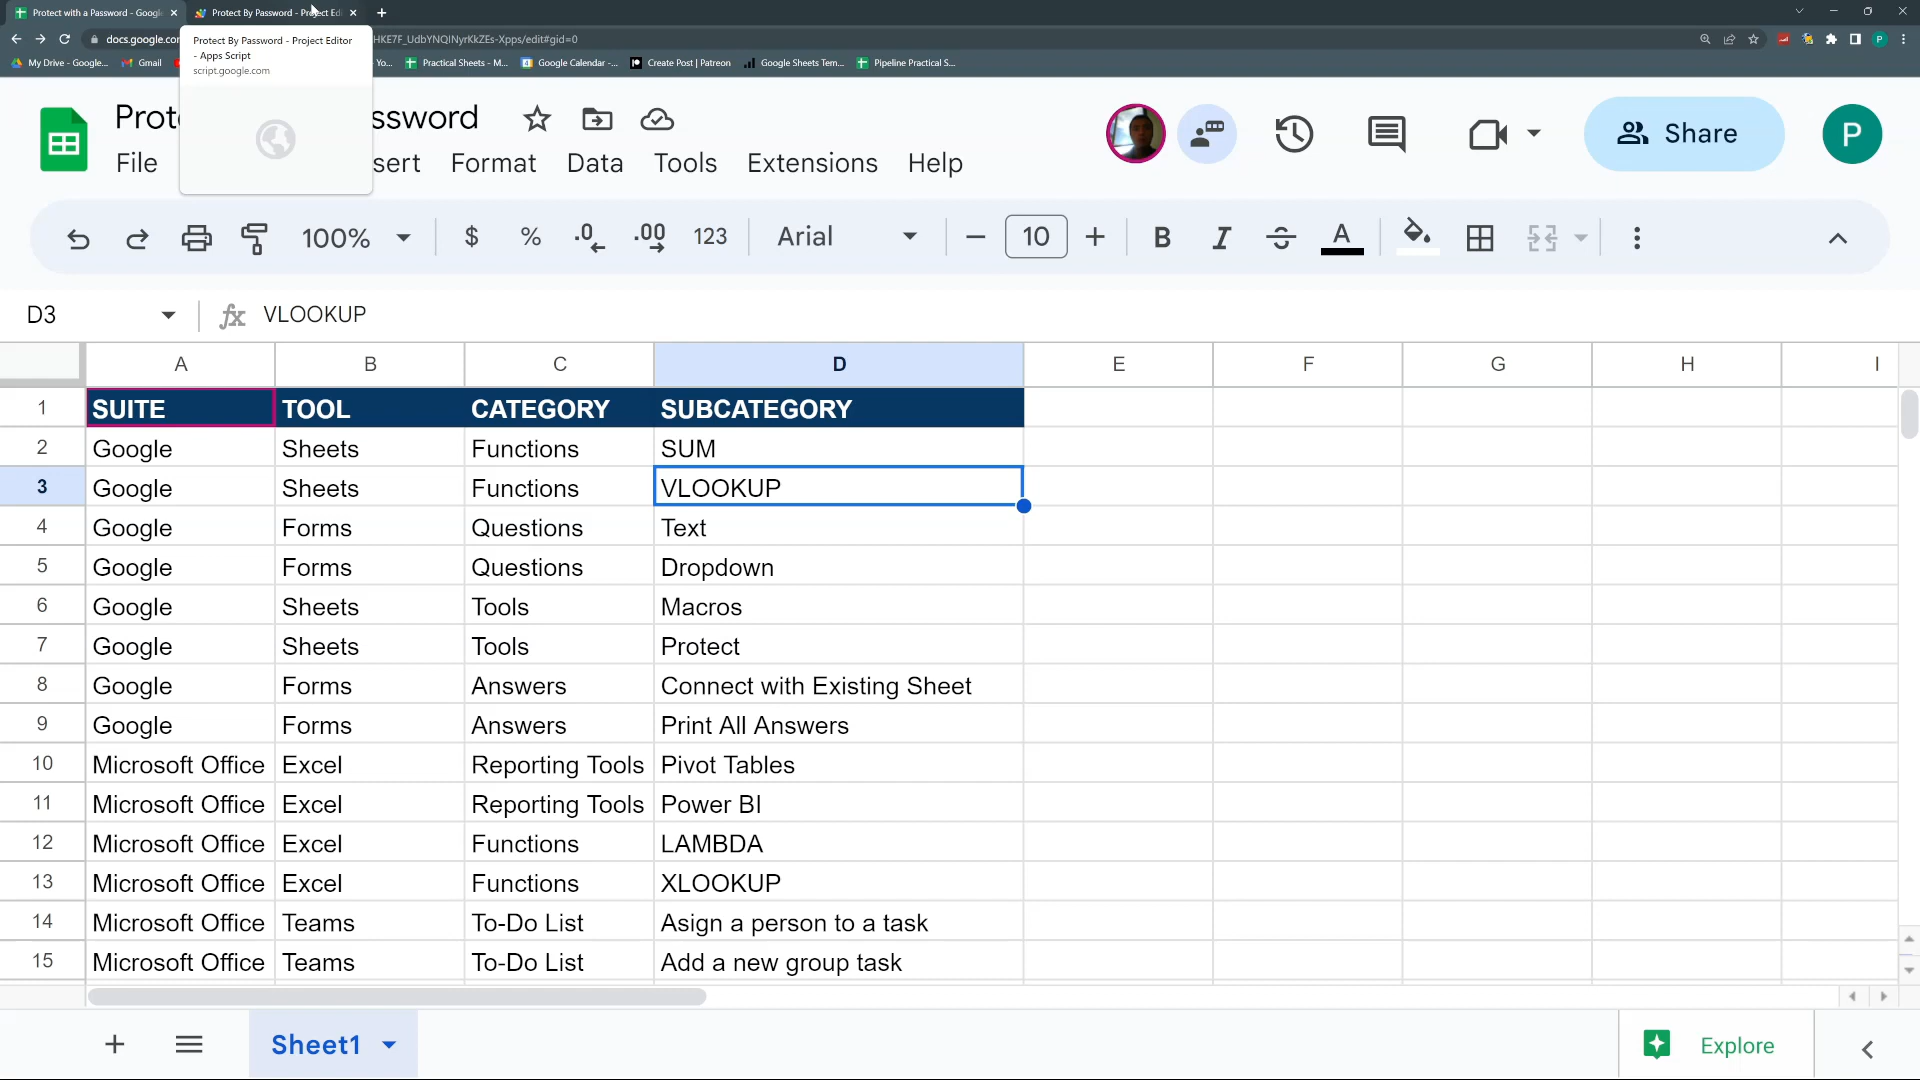 Protect with a Password - Googl
Protect By Password - Project Edi
docs.google.con
HKE7F_UdbYNQINyrKkZEs-Xpps/edit#gid=0
Protect By Password - Project Editor
- Apps Script
script.google.com
My Drive - Google...
Gmail
Yo...
Practical Sheets - M...
Google Calendar -...
Create Post | Patreon
Google Sheets Tem...
Pipeline Practical S...
Prote
ssword
File
sert
Format
Data
Tools
Extensions
Help
Share
P
100%
$
%
.0
.00
123
Arial
10
B
I
S
A
D3
fx
VLOOKUP
A B C D E F G H I
1 SUITE TOOL CATEGORY SUBCATEGORY
2 Google Sheets Functions SUM
3 Google Sheets Functions VLOOKUP
4 Google Forms Questions Text
5 Google Forms Questions Dropdown
6 Google Sheets Tools Macros
7 Google Sheets Tools Protect
8 Google Forms Answers Connect with Existing Sheet
9 Google Forms Answers Print All Answers
10 Microsoft Office Excel Reporting Tools Pivot Tables
11 Microsoft Office Excel Reporting Tools Power BI
12 Microsoft Office Excel Functions LAMBDA
13 Microsoft Office Excel Functions XLOOKUP
14 Microsoft Office Teams To-Do List Asign a person to a task
15 Microsoft Office Teams To-Do List Add a new group task
Sheet1
Explore